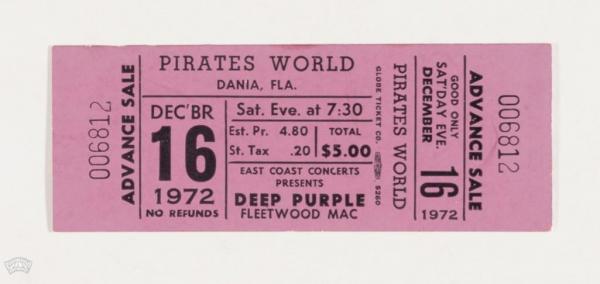 006812
ADVANCE SALE
PIRATES WORLD
DANIA, FLA.
DEC'BR
16
1972
NO REFUNDS
Sat. Eve. at 7:30
Est. Pr. 4.80
St. Tax .20
TOTAL
$5.00
EAST COAST CONCERTS
PRESENTS
DEEP PURPLE
FLEETWOOD MAC
GLOBE TICKET CO.
$260
PIRATES WORLD
GOOD ONLY
SAT'DAY EVE.
DECEMBER
16
1972
ADVANCE SALE
006812